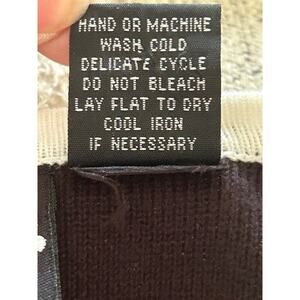 HAND OR MACHINE
WASH COLD
DELICATE CYCLE
DO NOT BLEACH
LAY FLAT TO DRY
COOL IRON
IF NECESSARY